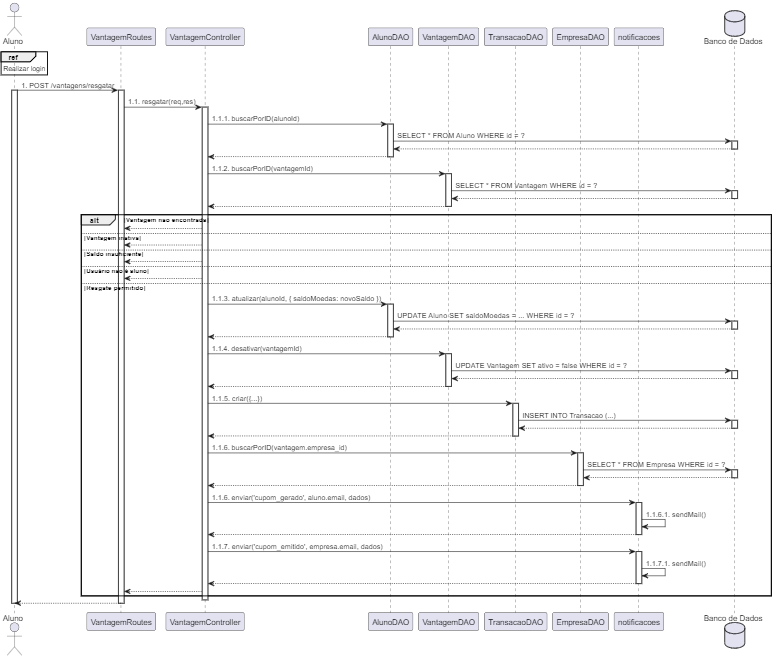 Aluno
VantagemRoutes
VantagemController
AlunoDAO
VantagemDAO
TransacaoDAO
EmpresaDAO
notificacoes
Banco de Dados
ref
Realizar login
1. POST /vantagens/resgatar
1.1. resgatar(req,res)
1.1.1. buscarPorID(alunoId)
SELECT * FROM Aluno WHERE id = ?
1.1.2. buscarPorID(vantagemId)
SELECT * FROM Vantagem WHERE id = ?
alt
[Vantagem nao encontrada]
[Vantagem inativa]
[Saldo insuficiente]
[Usuário nao é aluno]
[Resgate permitido]
1.1.3. atualizar(alunoId, { saldoMoedas: novoSaldo })
UPDATE Aluno SET saldoMoedas = ... WHERE id = ?
1.1.4. desativar(vantagemId)
UPDATE Vantagem SET ativo = false WHERE id = ?
1.1.5. criar({...})
INSERT INTO Transacao (...)
1.1.6. buscarPorID(vantagem.empresa_id)
SELECT * FROM Empresa WHERE id = ?
1.1.6. enviar('cupom_gerado', aluno.email, dados)
1.1.6.1. sendMail()
1.1.7. enviar('cupom_emitido', empresa.email, dados)
1.1.7.1. sendMail()
Aluno
VantagemRoutes
VantagemController
AlunoDAO
VantagemDAO
TransacaoDAO
EmpresaDAO
notificacoes
Banco de Dados